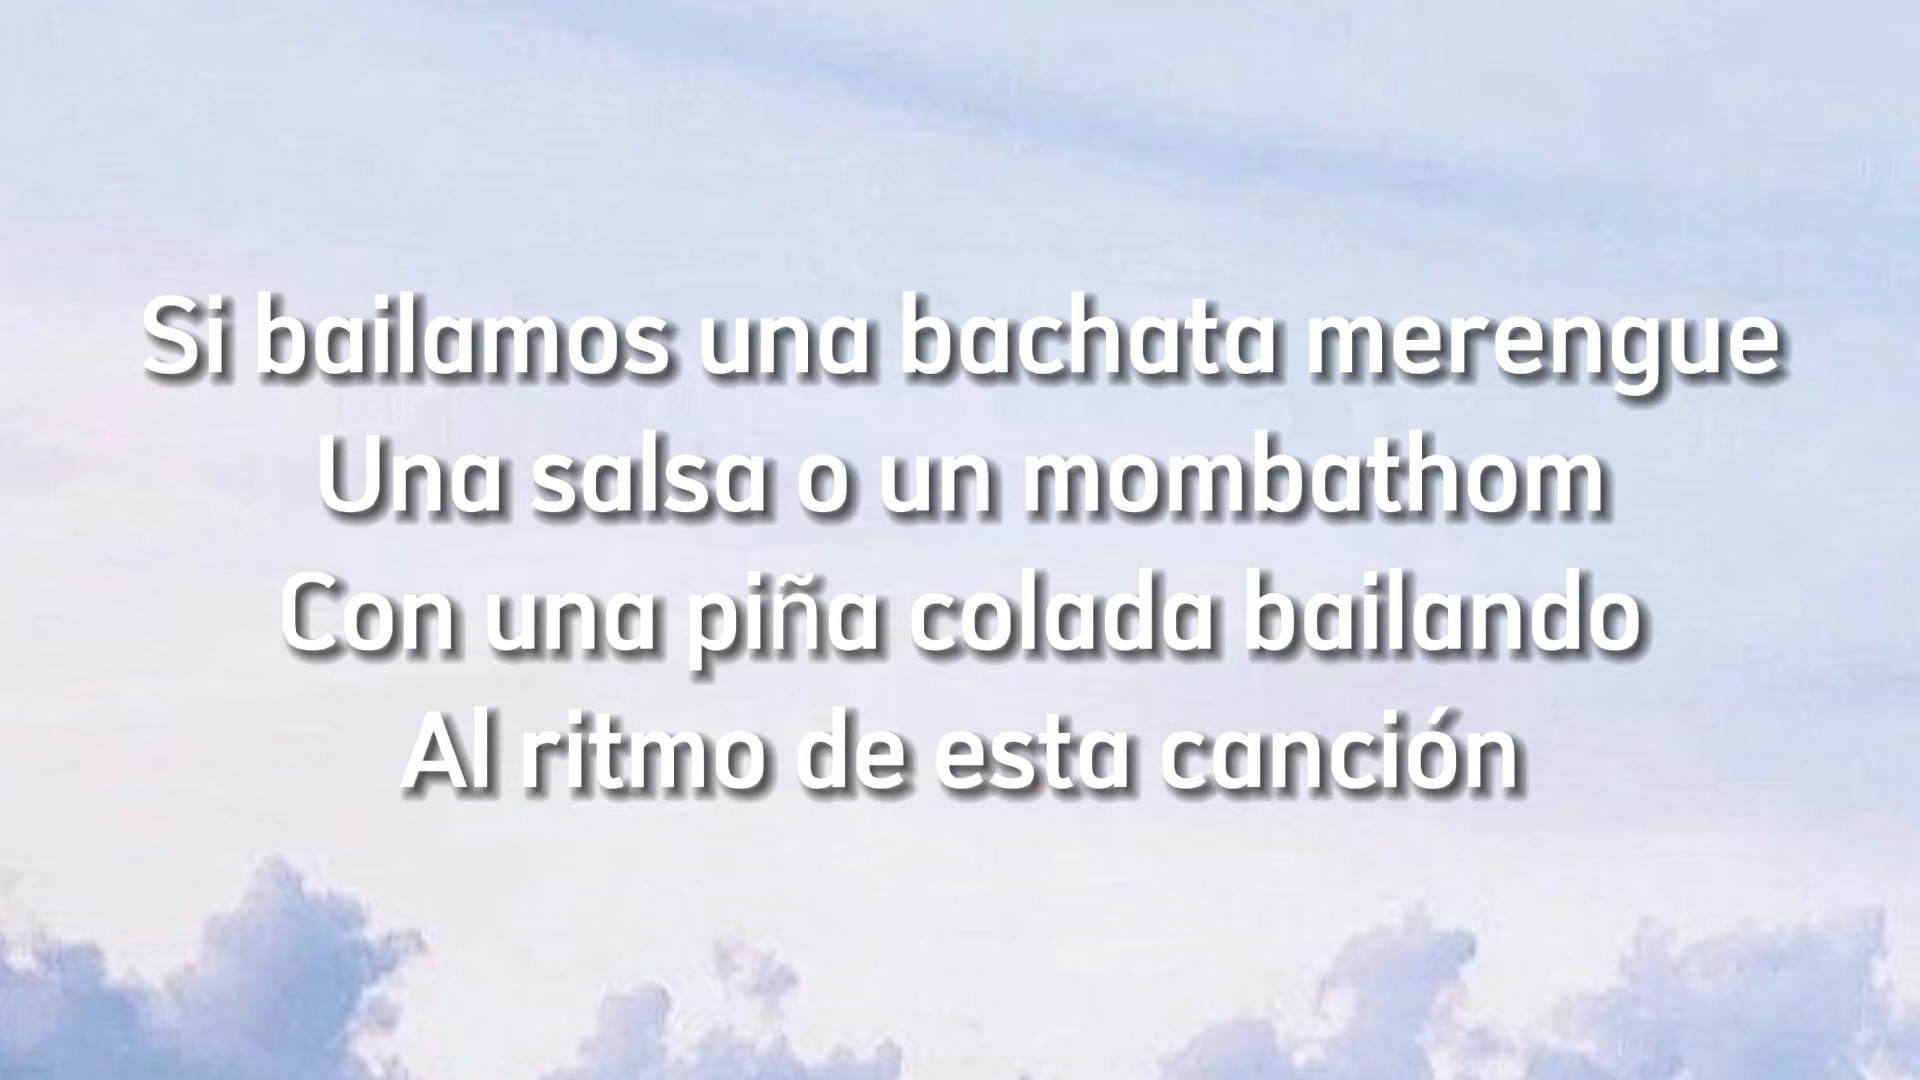 Si bailamos una bachata merengue
Una salsa o un mombathom
Con una piña colada bailando
Al ritmo de esta canción